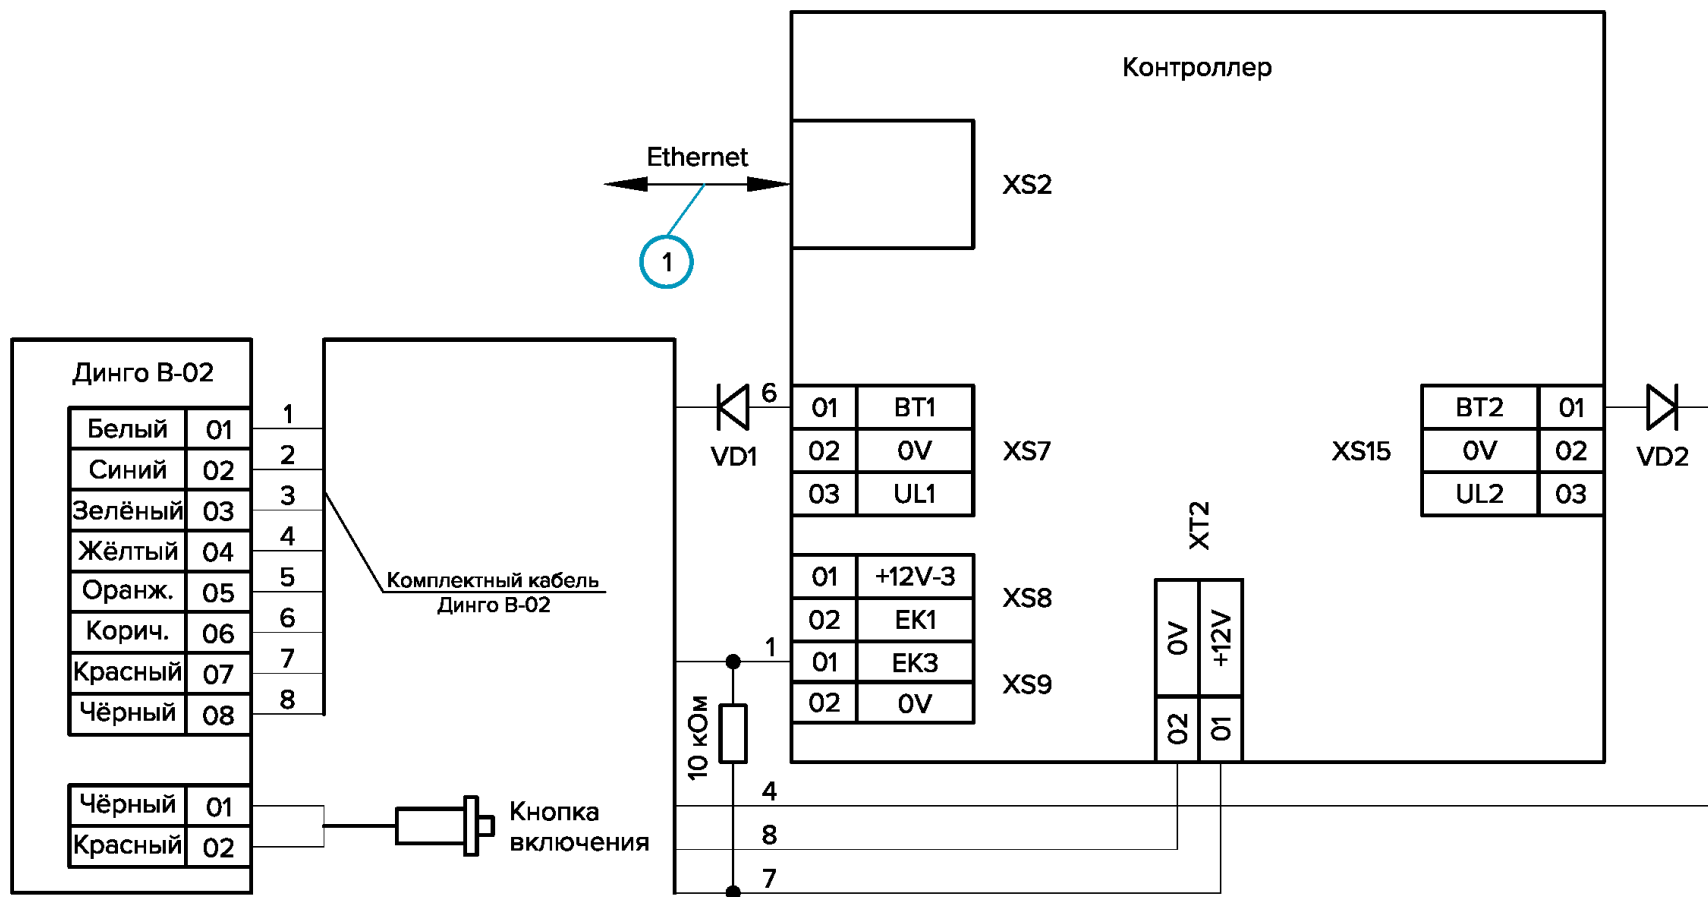 Контроллер
Ethernet
XS2
1
Динго В-02
Белый 01 1
Синий 02 2
Зелёный 03 3
Жёлтый 04 4
Оранж. 05 5
Корич. 06 6
Красный 07 7
Чёрный 08 8
Чёрный 01
Красный 02
Комплектный кабель
Динго В-02
Кнопка
включения
VD1
6
01 BT1
02 0V
03 UL1
XS7
01 +12V-3
02 EK1
XS8
1
01 EK3
02 0V
XS9
10 кОм
4
8
7
XT2
0V 02
+12V 01
XS15
BT2 01
0V 02
UL2 03
VD2